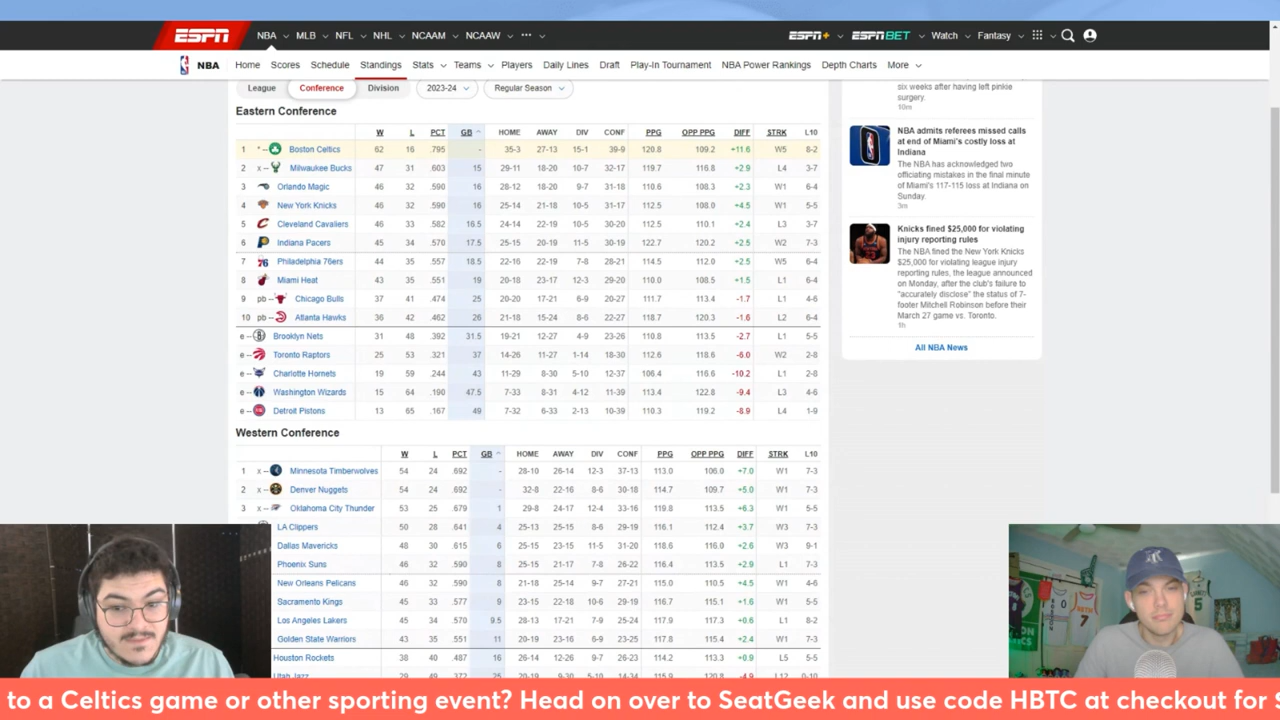 ESPN NBA MLB NFL NHL NCAAM NCAAW ... ESPN+ ESPN BET Watch Fantasy
NBA Home Scores Schedule Standings Stats Teams Players Daily Lines Draft Play-In Tournament NBA Power Rankings Depth Charts More
League Conference Division 2023-24 Regular Season
Eastern Conference
W L PCT GB HOME AWAY DIV CONF PPG OPP PPG DIFF STRK L10
1 * -- Boston Celtics 62 16 .795 - 35-3 27-13 15-1 39-9 120.8 109.2 +11.6 W5 8-2
2 x -- Milwaukee Bucks 47 31 .603 15 29-11 18-20 10-7 32-17 119.7 116.8 +2.9 L4 3-7
3 Orlando Magic 46 32 .590 16 28-12 18-20 9-7 31-18 110.6 108.3 +2.3 W1 6-4
4 New York Knicks 46 32 .590 16 25-14 21-18 10-5 31-17 112.5 108.0 +4.5 W1 5-5
5 Cleveland Cavaliers 46 33 .582 16.5 24-14 22-19 10-5 30-20 112.5 110.1 +2.4 L3 3-7
6 Indiana Pacers 45 34 .570 17.5 25-15 20-19 11-5 30-19 122.7 120.2 +2.5 W2 7-3
7 Philadelphia 76ers 44 35 .557 18.5 22-16 22-19 7-8 28-21 114.5 112.0 +2.5 W5 6-4
8 Miami Heat 43 35 .551 19 20-18 23-17 12-3 29-20 110.0 108.5 +1.5 L1 6-4
9 pb -- Chicago Bulls 37 41 .474 25 20-20 17-21 6-9 20-27 111.7 113.4 -1.7 L1 4-6
10 pb -- Atlanta Hawks 36 42 .462 26 21-18 15-24 8-6 22-27 118.7 120.3 -1.6 L2 6-4
e -- Brooklyn Nets 31 48 .392 31.5 19-21 12-27 4-9 23-26 110.8 113.5 -2.7 L1 5-5
e -- Toronto Raptors 25 53 .321 37 14-26 11-27 1-14 18-30 112.6 118.6 -6.0 W2 2-8
e -- Charlotte Hornets 19 59 .244 43 11-29 8-30 5-10 12-37 106.4 116.6 -10.2 L1 2-8
e -- Washington Wizards 15 64 .190 47.5 7-33 8-31 4-12 11-39 113.4 122.8 -9.4 L3 4-6
e -- Detroit Pistons 13 65 .167 49 7-32 6-33 2-13 10-39 110.3 119.2 -8.9 L4 1-9
Western Conference
W L PCT GB HOME AWAY DIV CONF PPG OPP PPG DIFF STRK L10
1 x -- Minnesota Timberwolves 54 24 .692 - 28-10 26-14 12-3 37-13 113.0 106.0 +7.0 W1 7-3
2 x -- Denver Nuggets 54 24 .692 - 32-8 22-16 8-6 30-18 114.7 109.7 +5.0 W1 7-3
3 x -- Oklahoma City Thunder 53 25 .679 1 29-8 24-17 12-4 33-16 119.8 113.5 +6.3 W1 5-5
LA Clippers 50 28 .641 4 25-13 25-15 8-6 29-19 116.1 112.4 +3.7 W3 7-3
Dallas Mavericks 48 30 .615 6 25-15 23-15 11-5 31-20 118.6 116.0 +2.6 W3 9-1
Phoenix Suns 46 32 .590 8 25-15 21-17 7-8 26-22 116.4 113.5 +2.9 L1 7-3
New Orleans Pelicans 46 32 .590 8 21-18 25-14 9-7 27-21 115.0 110.5 +4.5 W1 4-6
Sacramento Kings 45 33 .577 9 23-15 22-18 10-6 29-19 116.7 115.1 +1.6 W1 5-5
Los Angeles Lakers 45 34 .570 9.5 28-13 17-21 7-9 25-24 117.9 117.3 +0.6 L1 8-2
Golden State Warriors 43 35 .551 11 20-19 23-16 6-9 23-25 117.8 115.4 +2.4 W1 7-3
Houston Rockets 38 40 .487 16 26-14 12-26 9-7 26-23 114.2 113.3 +0.9 L5 5-5
Utah Jazz 29 49 .372 25 20-19 9-30 5-10 14-34 115.9 120.8 -4.9 L12 0-10
six weeks after having left pinkie
surgery.
10m
NBA admits referees missed calls
at end of Miami's costly loss at
Indiana
The NBA has acknowledged two
officiating mistakes in the final minute
of Miami's 117-115 loss at Indiana on
Sunday.
3m
Knicks fined $25,000 for violating
injury reporting rules
The NBA fined the New York Knicks
$25,000 for violating league injury
reporting rules, the league announced
on Monday, after the club's failure to
"accurately disclose" the status of 7-
footer Mitchell Robinson before their
March 27 game vs. Toronto.
1h
All NBA News
to a Celtics game or other sporting event? Head on over to SeatGeek and use code HBTC at checkout for